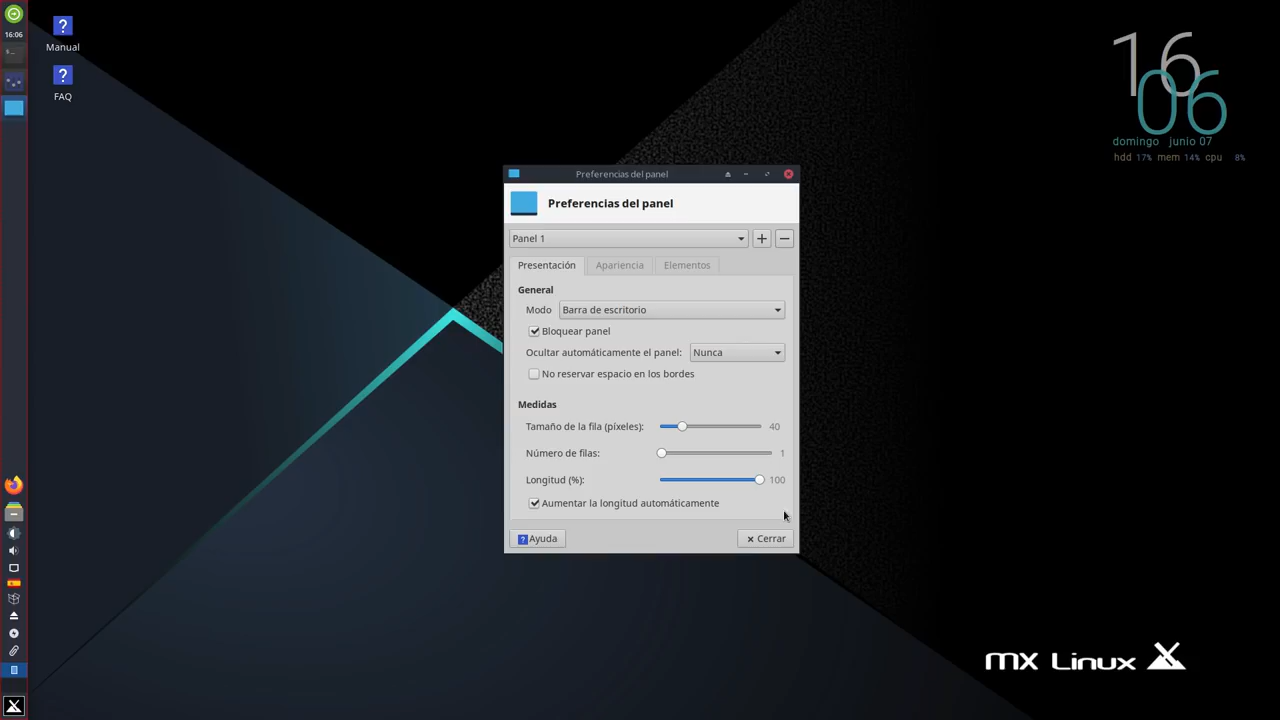 16:06
Manual
FAQ
16
06
domingo junio 07
hdd 17% mem 14% cpu 8%
Preferencias del panel
Preferencias del panel
Panel 1
Presentación Apariencia Elementos
General
Modo Barra de escritorio
Bloquear panel
Ocultar automáticamente el panel: Nunca
No reservar espacio en los bordes
Medidas
Tamaño de la fila (píxeles): 40
Número de filas: 1
Longitud (%): 100
Aumentar la longitud automáticamente
Ayuda Cerrar
MX Linux